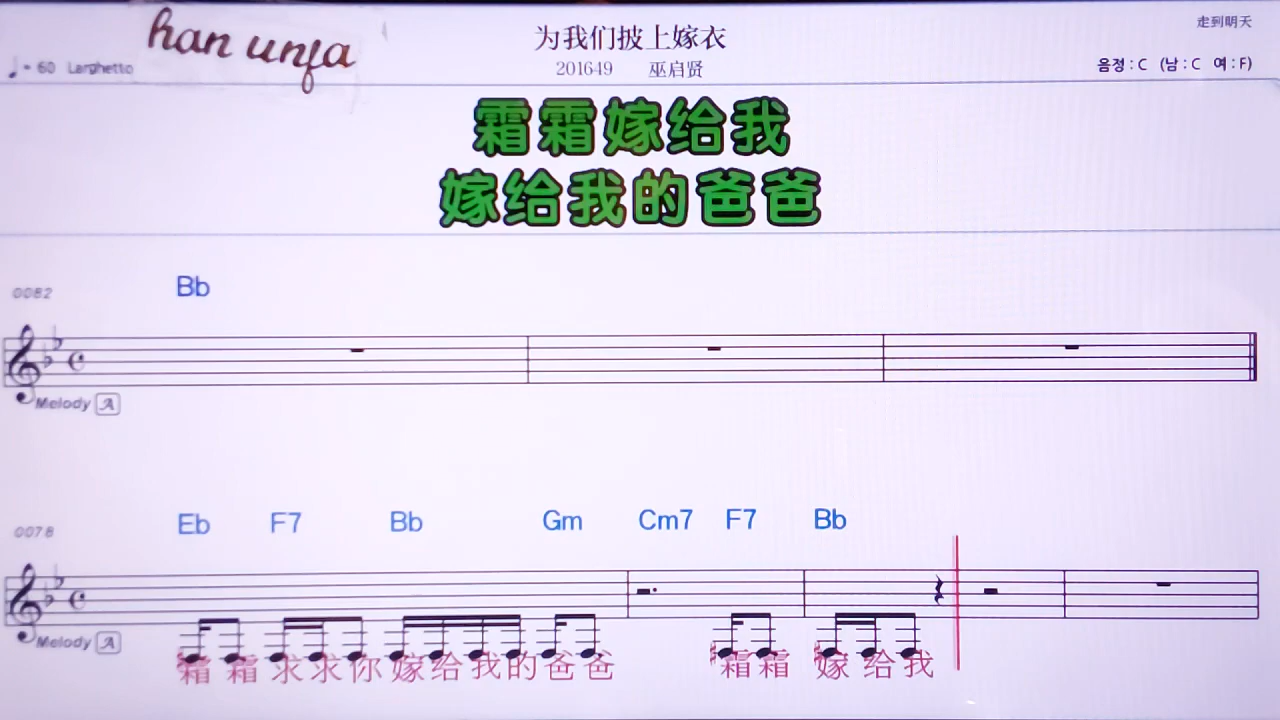 han unfa
为我们披上嫁衣
走到明天
♩= 60 Larghetto
201649 巫启贤
음정 : C (남 : C 여 : F)
霜霜嫁给我
嫁给我的爸爸
0082
Bb
Melody A
0078
Eb F7 Bb Gm Cm7 F7 Bb
Melody A
霜 霜 求 求 你 嫁 给 我 的 爸 爸 霜 霜 嫁 给 我